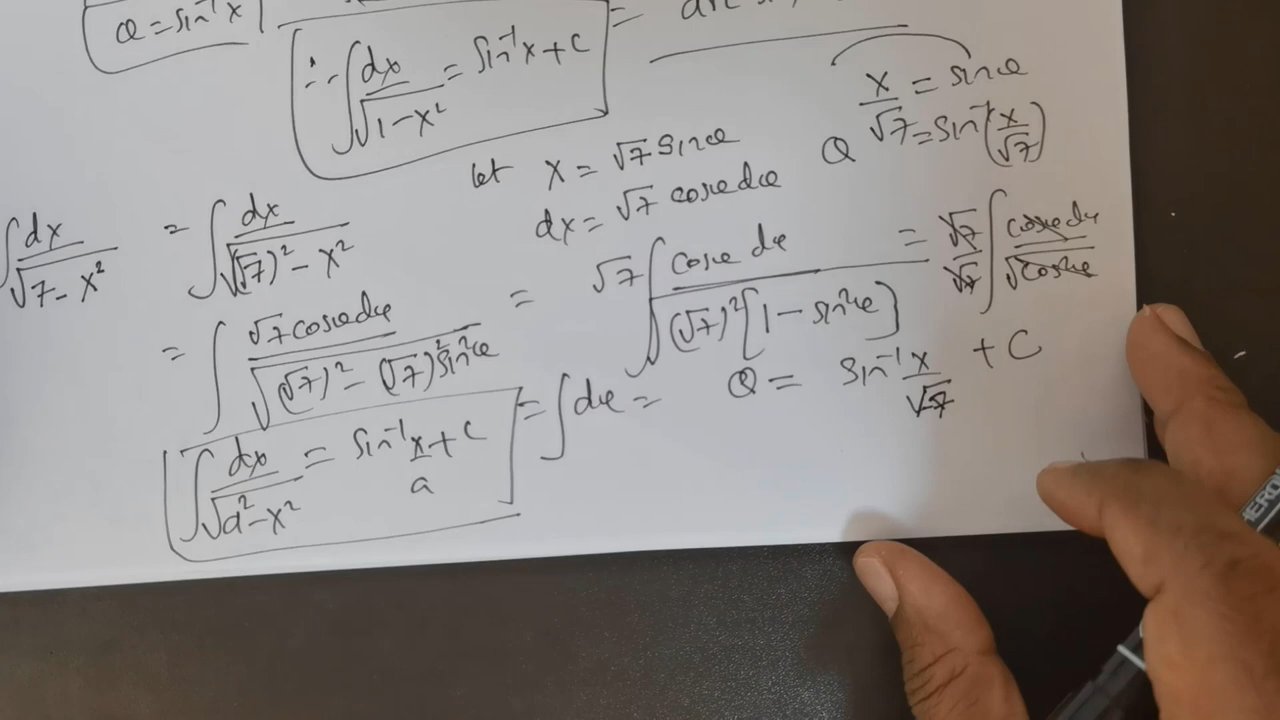 θ = sin⁻¹x
∴ ∫ dx/√(1-x²) = sin⁻¹x + c
x/√7 = sinθ
let x = √7 sinθ
θ = sin⁻¹(x/√7)
dx = √7 cosθ dθ
∫ dx/√(7-x²) = ∫ dx/√((√7)² - x²)
= ∫ √7 cosθ dθ/√((√7)² - (√7)² sin²θ) = √7 ∫ cosθ dθ/√((√7)² [1 - sin²θ]) = √7/√7 ∫ cosθ dθ/√cos²θ
= ∫ dθ = θ = sin⁻¹ x/√7 + C
∫ dx/√(a²-x²) = sin⁻¹ x/a + c
HERO